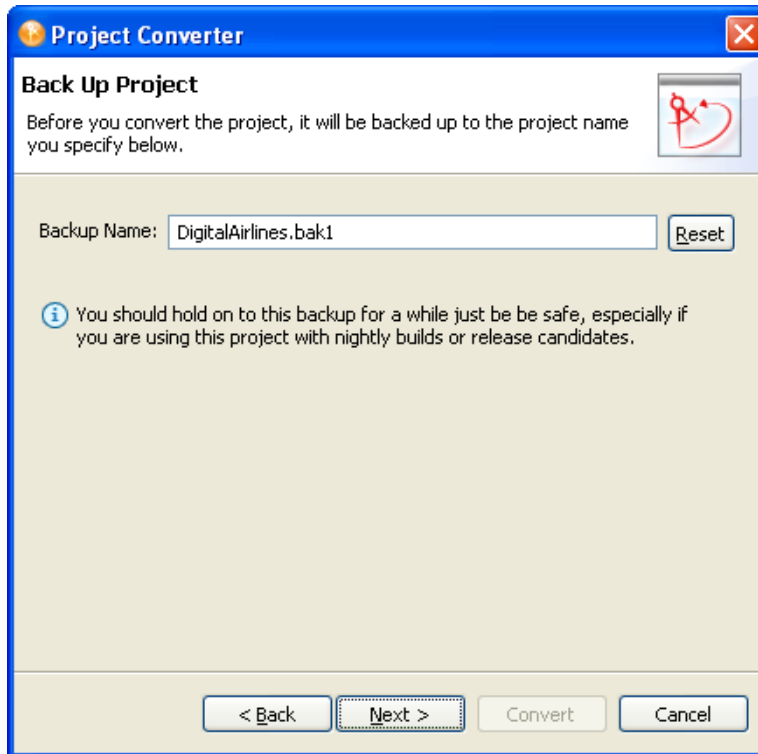 Project Converter
Back Up Project
Before you convert the project, it will be backed up to the project name
you specify below.
Backup Name: DigitalAirlines.bak1 Reset
You should hold on to this backup for a while just be be safe, especially if
you are using this project with nightly builds or release candidates.
< Back Next > Convert Cancel